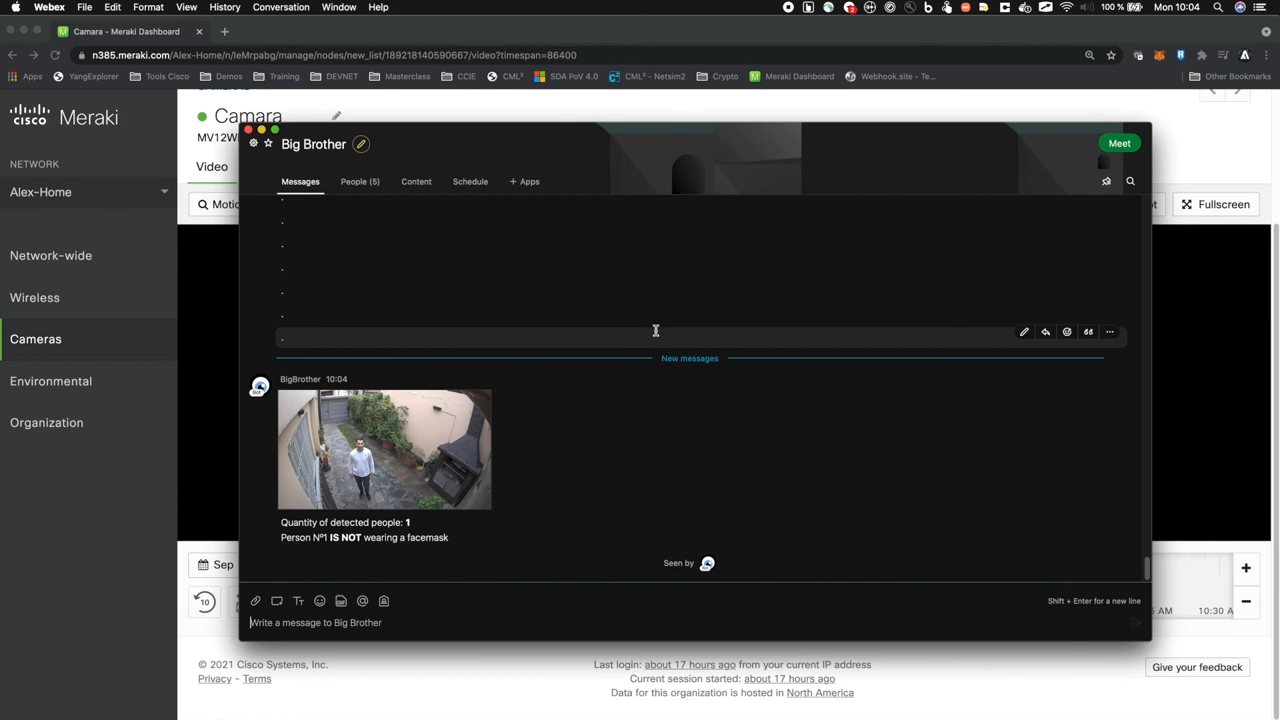 Webex File Edit Format View History Conversation Window Help 100 % Mon 10:04
Camara - Meraki Dashboard
n385.meraki.com/Alex-Home/n/leMrpabg/manage/nodes/new_list/189218140590667/video?timespan=86400
Apps YangExplorer Tools Cisco Demos Training DEVNET Masterclass CCIE CML² SDA PoV 4.0 CML² - Netsim2 Crypto Meraki Dashboard Webhook.site - Te... Other Bookmarks
cisco Meraki
Camara
MV12W
Video
NETWORK
Alex-Home
Network-wide
Wireless
Cameras
Environmental
Organization
Motio
Fullscreen
Big Brother
Meet
Messages People (5) Content Schedule + Apps
.
.
.
.
.
.
.
New messages
BigBrother 10:04
Bot
Quantity of detected people: 1
Person Nº1 IS NOT wearing a facemask
Seen by
Shift + Enter for a new line
Write a message to Big Brother
Sep
10
AM 10:30
© 2021 Cisco Systems, Inc.
Privacy - Terms
Last login: about 17 hours ago from your current IP address
Current session started: about 17 hours ago
Data for this organization is hosted in North America
Give your feedback